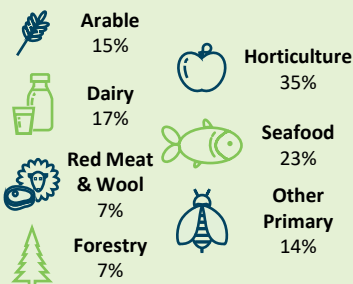 Arable
15%
Dairy
17%
Red Meat
& Wool
7%
Forestry
7%
Horticulture
35%
Seafood
23%
Other
Primary
14%